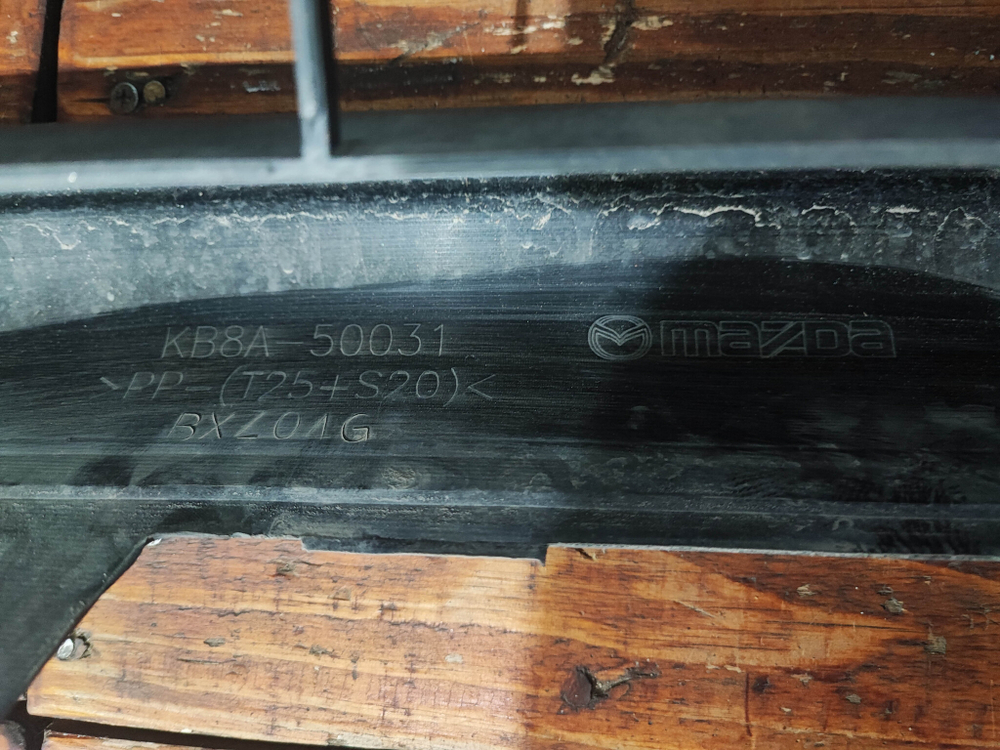 KB8A-50031
mazda
>PP-(T25+S20)<
BXZ01G